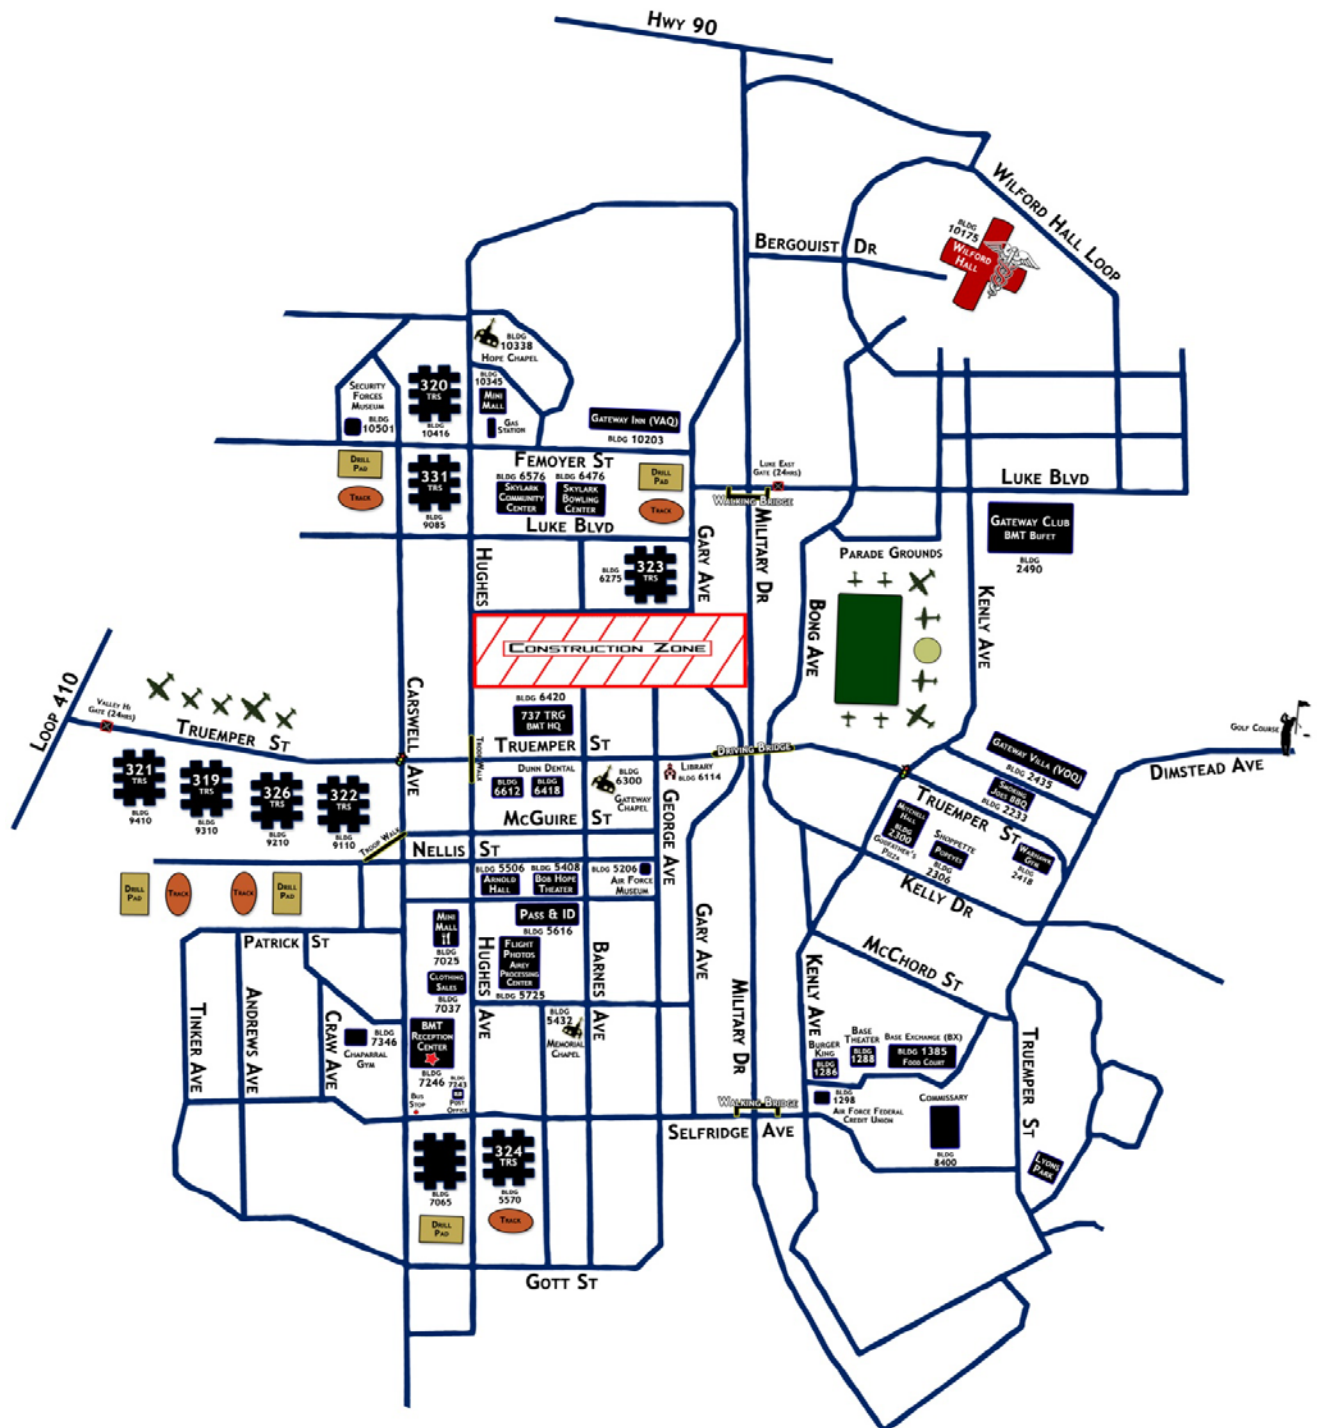 Hwy 90
Wilford Hall Loop
BLDG
10175
Wilford
Hall
Bergouist Dr
BLDG
10338
Hope Chapel
BLDG
10345
Mini
Mall
Gas
Station
Security
Forces
Museum
BLDG
10501
320
TRS
BLDG
10416
Gateway Inn (VAQ)
BLDG 10203
Femoyer St
Drill
Pad
Track
331
TRS
BLDG
9085
BLDG 6576
Skylark
Community
Center
BLDG 6476
Skylark
Bowling
Center
Drill
Pad
Track
Luke Blvd
Luke East
Gate (24hrs)
Walking Bridge
Luke Blvd
Gateway Club
BMT Bufet
BLDG
2490
Hughes
BLDG
6275
323
TRS
Gary Ave
Military Dr
Parade Grounds
Bong Ave
Kenly Ave
Construction Zone
Loop 410
Valley Hi
Gate (24hrs)
Truemper St
Carswell Ave
BLDG 6420
737 TRG
BMT HQ
Truemper St
Troop Walk
Driving Bridge
Dunn Dental
BLDG
6612
BLDG
6418
BLDG
6300
Gateway
Chapel
Library
BLDG 6114
Golf Course
Dimstead Ave
Gateway Villa (VOQ)
BLDG 2435
Smoking
Joes BBQ
BLDG 2233
Truemper St
Mitchell
Hall
BLDG
2300
Godfather's
Pizza
Shoppette
Popeyes
BLDG
2306
Warhawk
Gym
BLDG
2418
Kelly Dr
321
TRS
BLDG
9410
319
TRS
BLDG
9310
326
TRS
BLDG
9210
322
TRS
BLDG
9110
Troop Walk
McGuire St
Nellis St
George Ave
Drill
Pad
Track
Track
Drill
Pad
BLDG 5506
Arnold
Hall
BLDG 5408
Bob Hope
Theater
BLDG 5206
Air Force
Museum
Patrick St
Mini
Mall
BLDG
7025
Pass & ID
BLDG 5616
Flight
Photos
Airey
Processing
Center
BLDG 5725
Clothing
Sales
BLDG
7037
Hughes Ave
Barnes Ave
Gary Ave
Military Dr
Kenly Ave
McChord St
Tinker Ave
Andrews Ave
Craw Ave
BLDG
7346
Chaparral
Gym
BMT
Reception
Center
BLDG
7246
BLDG
7243
Post
Office
Bus
Stop
BLDG
5432
Memorial
Chapel
Burger
King
BLDG
1286
Base
Theater
BLDG
1288
Base Exchange (BX)
BLDG 1385
Food Court
Truemper St
Walking Bridge
BLDG
1298
Air Force Federal
Credit Union
Commissary
BLDG
8400
Selfridge Ave
Lyons
Park
BLDG
7065
324
TRS
BLDG
5570
Drill
Pad
Track
Gott St